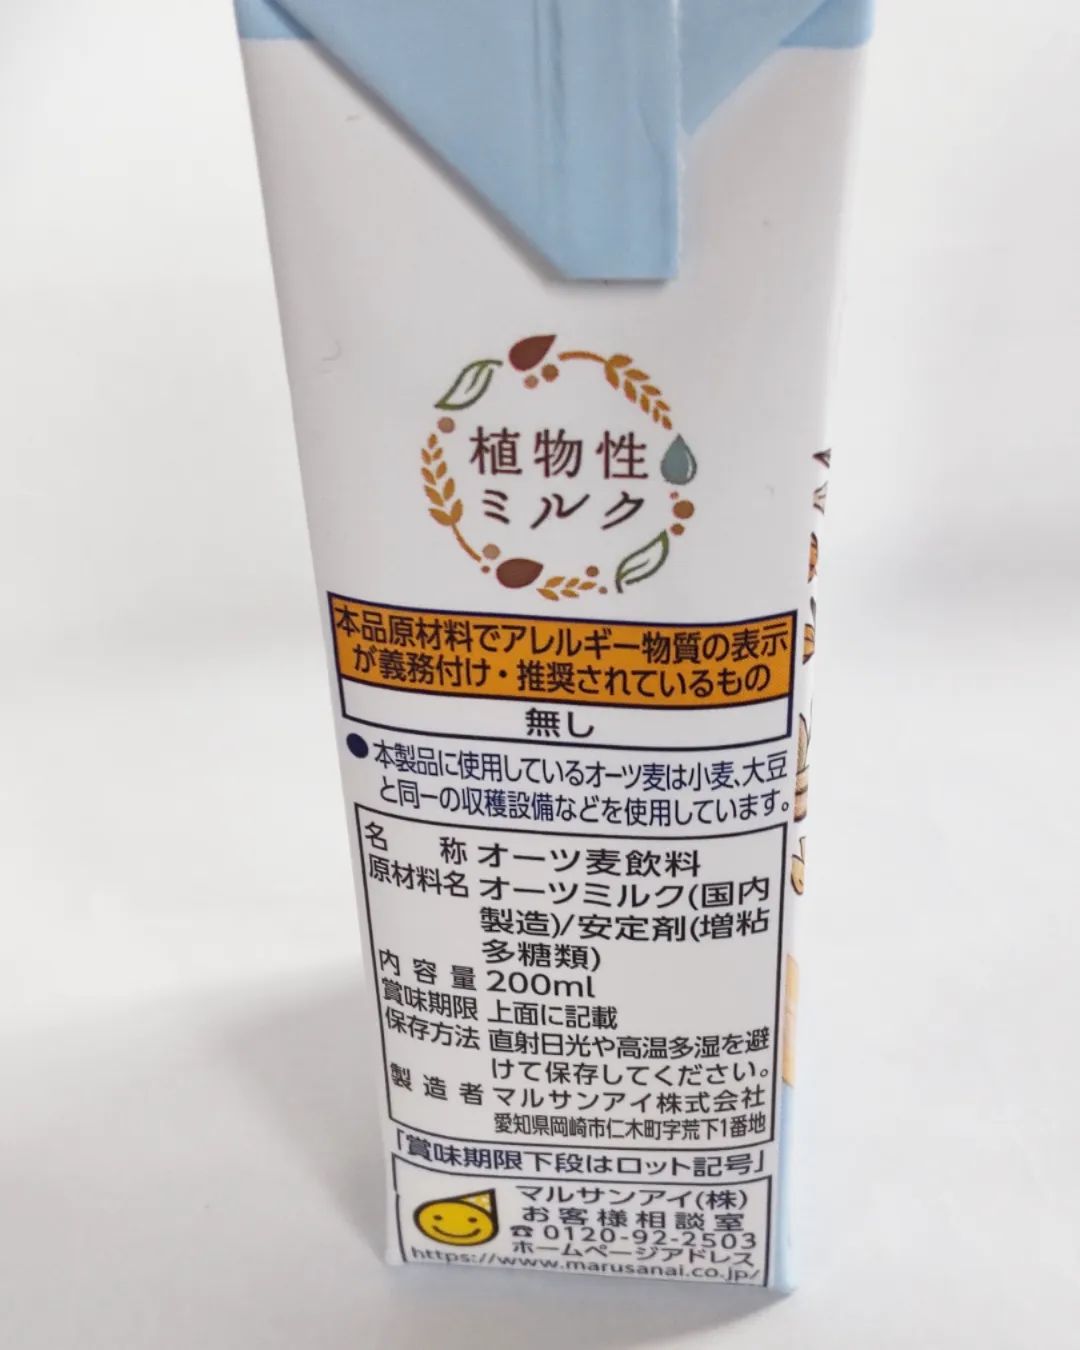 植物性
ミルク
本品原材料でアレルギー物質の表示
が義務付け・推奨されているもの
無し
●本製品に使用しているオーツ麦は小麦、大豆
と同一の収穫設備などを使用しています。
名称 オーツ麦飲料
原材料名 オーツミルク(国内
製造)/安定剤(増粘
多糖類)
内容量 200ml
賞味期限 上面に記載
保存方法 直射日光や高温多湿を避
けて保存してください。
製造者 マルサンアイ株式会社
愛知県岡崎市仁木町字荒下1番地
「賞味期限下段はロット記号」
マルサンアイ(株)
お客様相談室
☎0120-92-2503
ホームページアドレス
https://www.marusanai.co.jp/